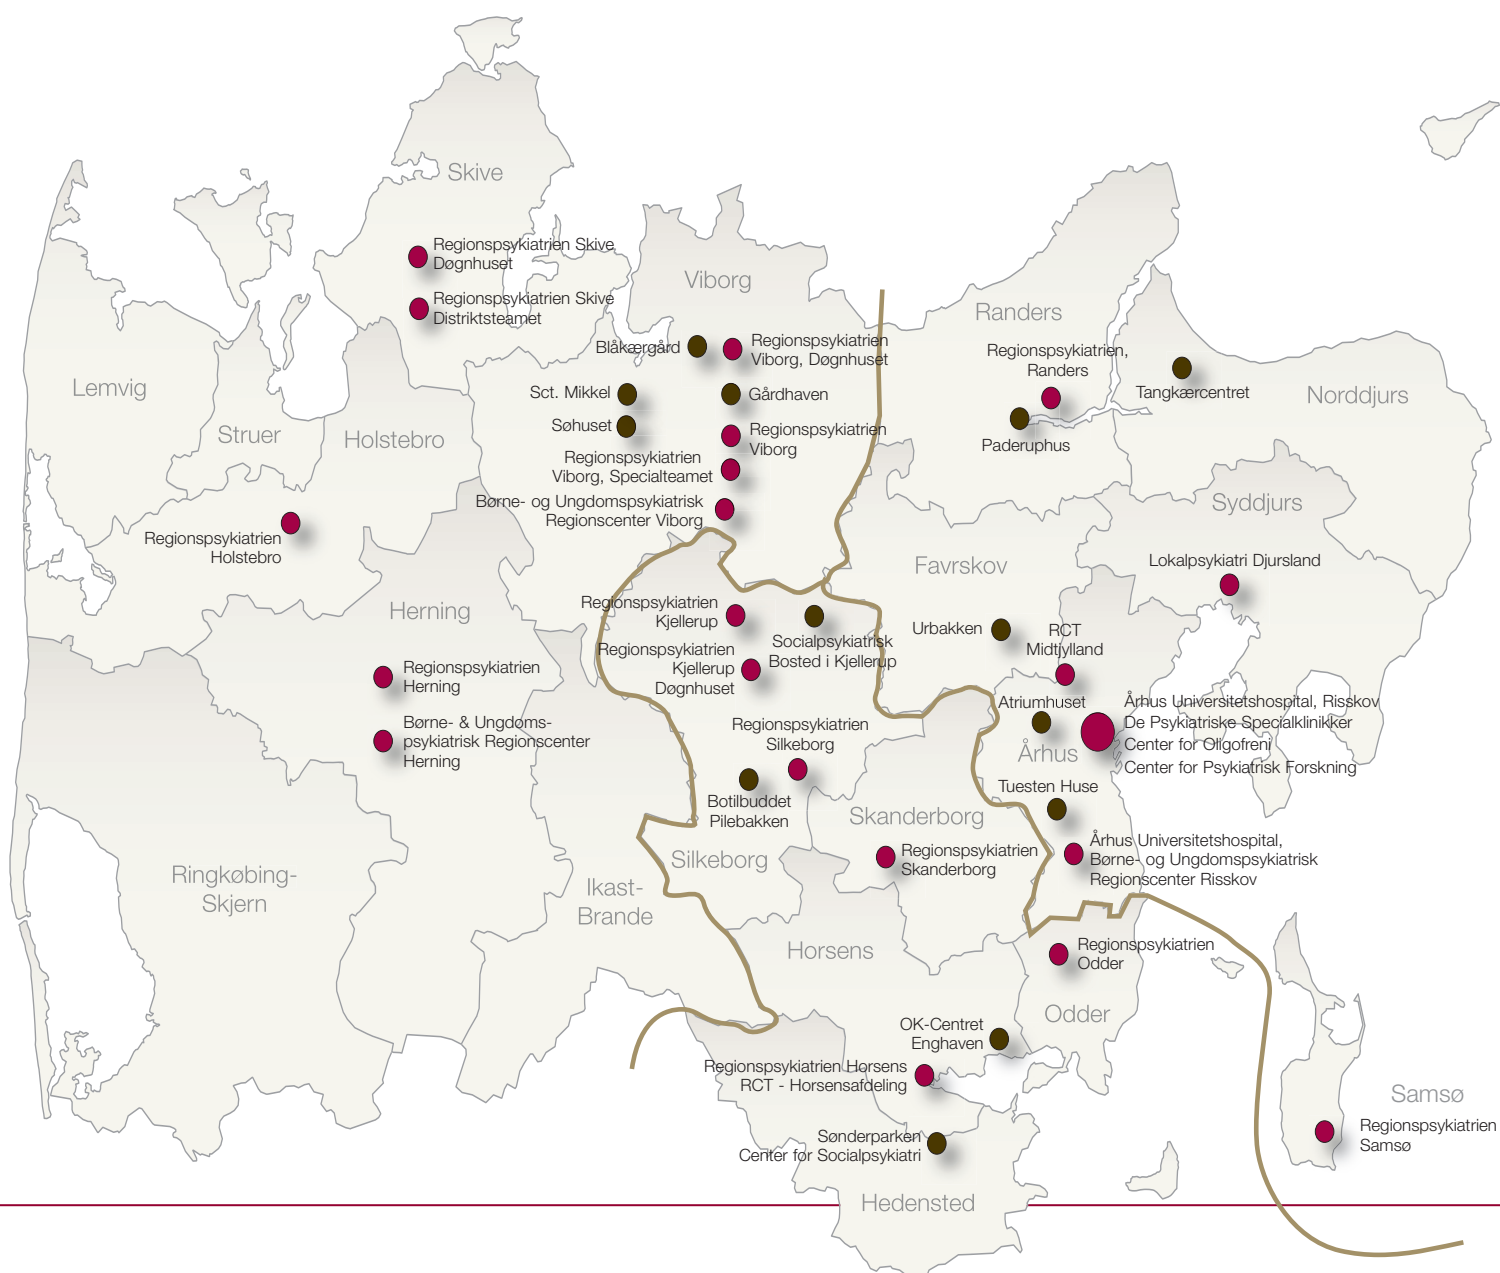 Skive
Regionspsykiatrien Skive
Døgnhuset
Regionspsykiatrien Skive
Distriktsteamet
Viborg
Blåkærgård
Regionspsykiatrien
Viborg, Døgnhuset
Sct. Mikkel
Gårdhaven
Søhuset
Regionspsykiatrien
Viborg
Regionspsykiatrien
Viborg, Specialteamet
Børne- og Ungdomspsykiatrisk
Regionscenter Viborg
Randers
Regionspsykiatrien,
Randers
Paderuphus
Tangkærcentret
Norddjurs
Lemvig
Struer
Holstebro
Regionspsykiatrien
Holstebro
Syddjurs
Lokalpsykiatri Djursland
Favrskov
Urbakken
RCT
Midtjylland
Herning
Regionspsykiatrien
Herning
Børne- & Ungdoms-
psykiatrisk Regionscenter
Herning
Regionspsykiatrien
Kjellerup
Socialpsykiatrisk
Bosted i Kjellerup
Regionspsykiatrien
Kjellerup
Døgnhuset
Regionspsykiatrien
Silkeborg
Botilbuddet
Pilebakken
Silkeborg
Atriumhuset
Århus
Århus Universitetshospital, Risskov
De Psykiatriske Specialklinikker
Center for Oligofreni
Center for Psykiatrisk Forskning
Tuesten Huse
Århus Universitetshospital,
Børne- og Ungdomspsykiatrisk
Regionscenter Risskov
Skanderborg
Regionspsykiatrien
Skanderborg
Ringkøbing-
Skjern
Ikast-
Brande
Horsens
Regionspsykiatrien
Odder
Odder
OK-Centret
Enghaven
Regionspsykiatrien Horsens
RCT - Horsensafdeling
Sønderparken
Center for Socialpsykiatri
Hedensted
Samsø
Regionspsykiatrien
Samsø